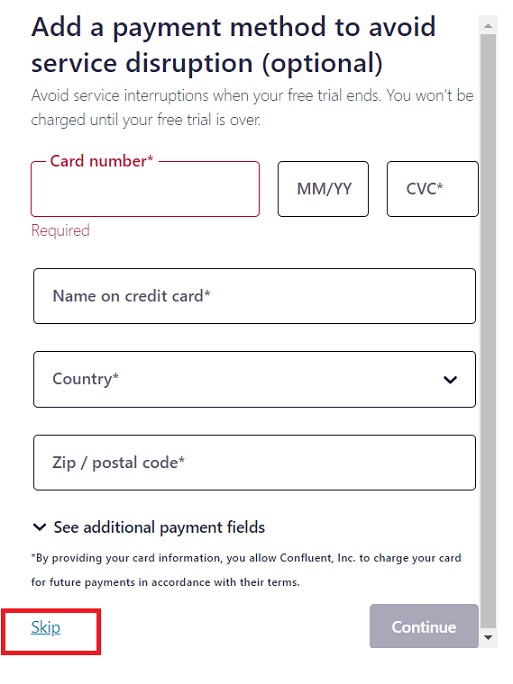 Add a payment method to avoid
service disruption (optional)
Avoid service interruptions when your free trial ends. You won't be
charged until your free trial is over.
Card number*
MM/YY
CVC*
Required
Name on credit card*
Country*
Zip / postal code*
See additional payment fields
*By providing your card information, you allow Confluent, Inc. to charge your card
for future payments in accordance with their terms.
Skip
Continue